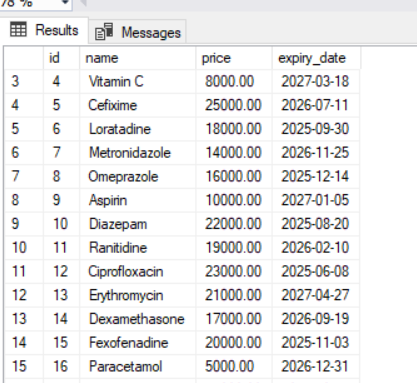 78 %
Results Messages
id name price expiry_date
3 4 Vitamin C 8000.00 2027-03-18
4 5 Cefixime 25000.00 2026-07-11
5 6 Loratadine 18000.00 2025-09-30
6 7 Metronidazole 14000.00 2026-11-25
7 8 Omeprazole 16000.00 2025-12-14
8 9 Aspirin 10000.00 2027-01-05
9 10 Diazepam 22000.00 2025-08-20
10 11 Ranitidine 19000.00 2026-02-10
11 12 Ciprofloxacin 23000.00 2025-06-08
12 13 Erythromycin 21000.00 2027-04-27
13 14 Dexamethasone 17000.00 2026-09-19
14 15 Fexofenadine 20000.00 2025-11-03
15 16 Paracetamol 5000.00 2026-12-31